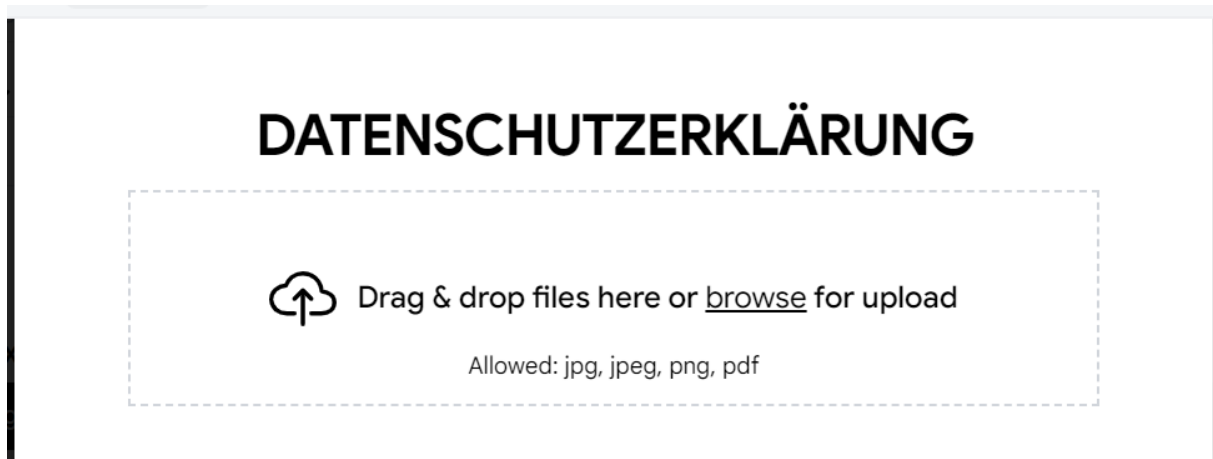 DATENSCHUTZERKLÄRUNG
Drag & drop files here or browse for upload
Allowed: jpg, jpeg, png, pdf